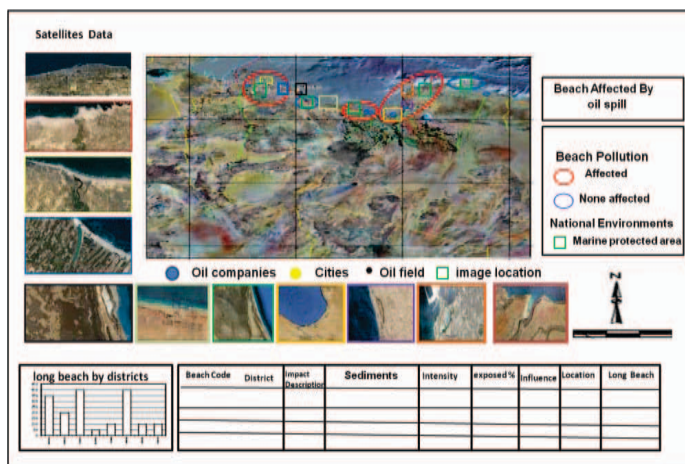 Satellites Data
Beach Affected By
oil spill
Beach Pollution
Affected
None affected
National Environments
Marine protected area
Oil companies
Cities
Oil field
image location
N
long beach by districts
Beach Code
District
Impact
Description
Sediments
Intensity
exposed %
Influence
Location
Long Beach